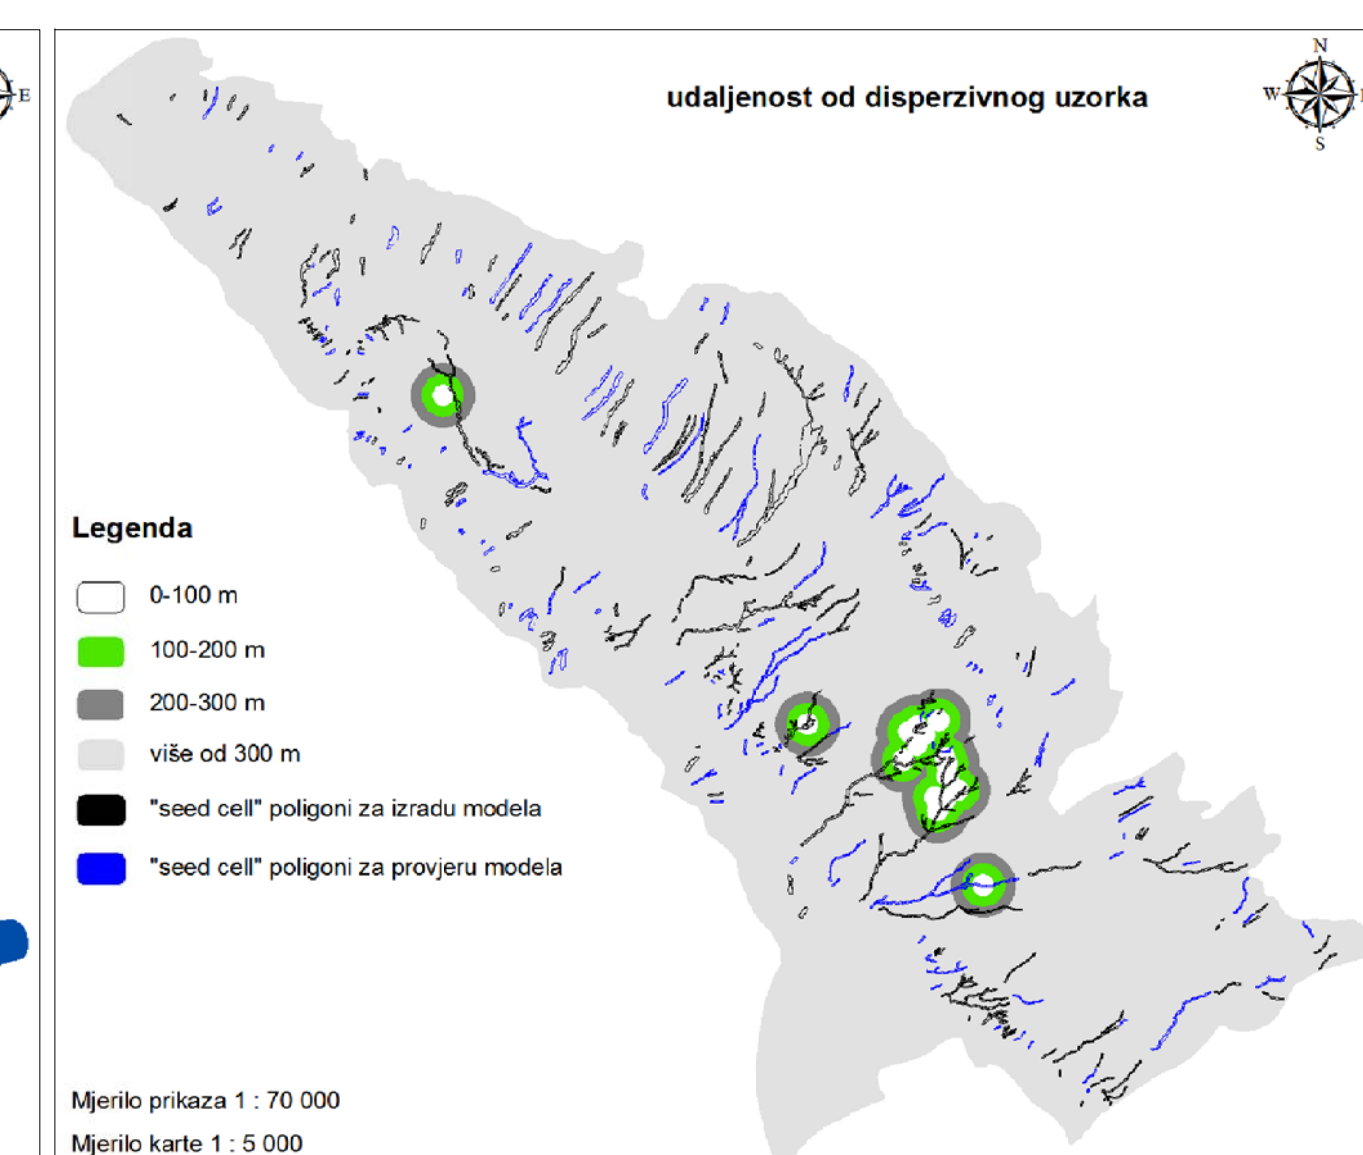 E
udaljenost od disperzivnog uzorka
N
W
S
Legenda
0-100 m
100-200 m
200-300 m
više od 300 m
"seed cell" poligoni za izradu modela
"seed cell" poligoni za provjeru modela
Mjerilo prikaza 1 : 70 000
Mjerilo karte 1 : 5 000